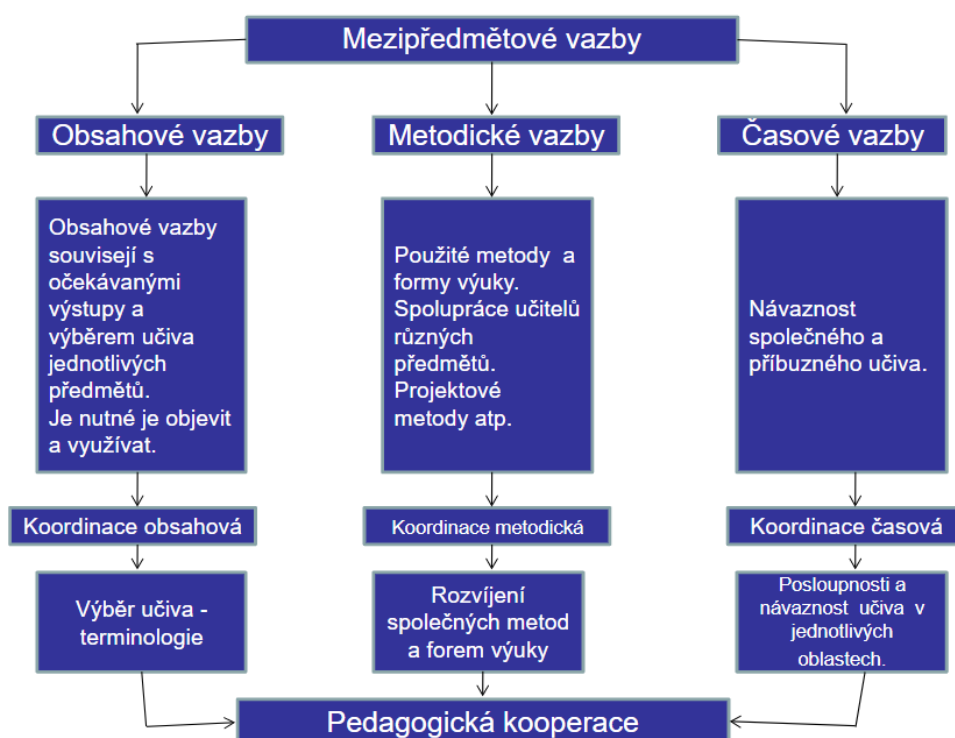 Mezipředmětové vazby
Obsahové vazby
Metodické vazby
Časové vazby
Obsahové vazby
souvisejí s
očekávanými
výstupy a
výběrem učiva
jednotlivých
předmětů.
Je nutné je objevit
a využívat.
Použité metody a
formy výuky.
Spolupráce učitelů
různých
předmětů.
Projektové
metody atp.
Návaznost
společného a
příbuzného učiva.
Koordinace obsahová
Koordinace metodická
Koordinace časová
Výběr učiva -
terminologie
Rozvíjení
společných metod
a forem výuky
Posloupnosti a
návaznost učiva v
jednotlivých
oblastech.
Pedagogická kooperace